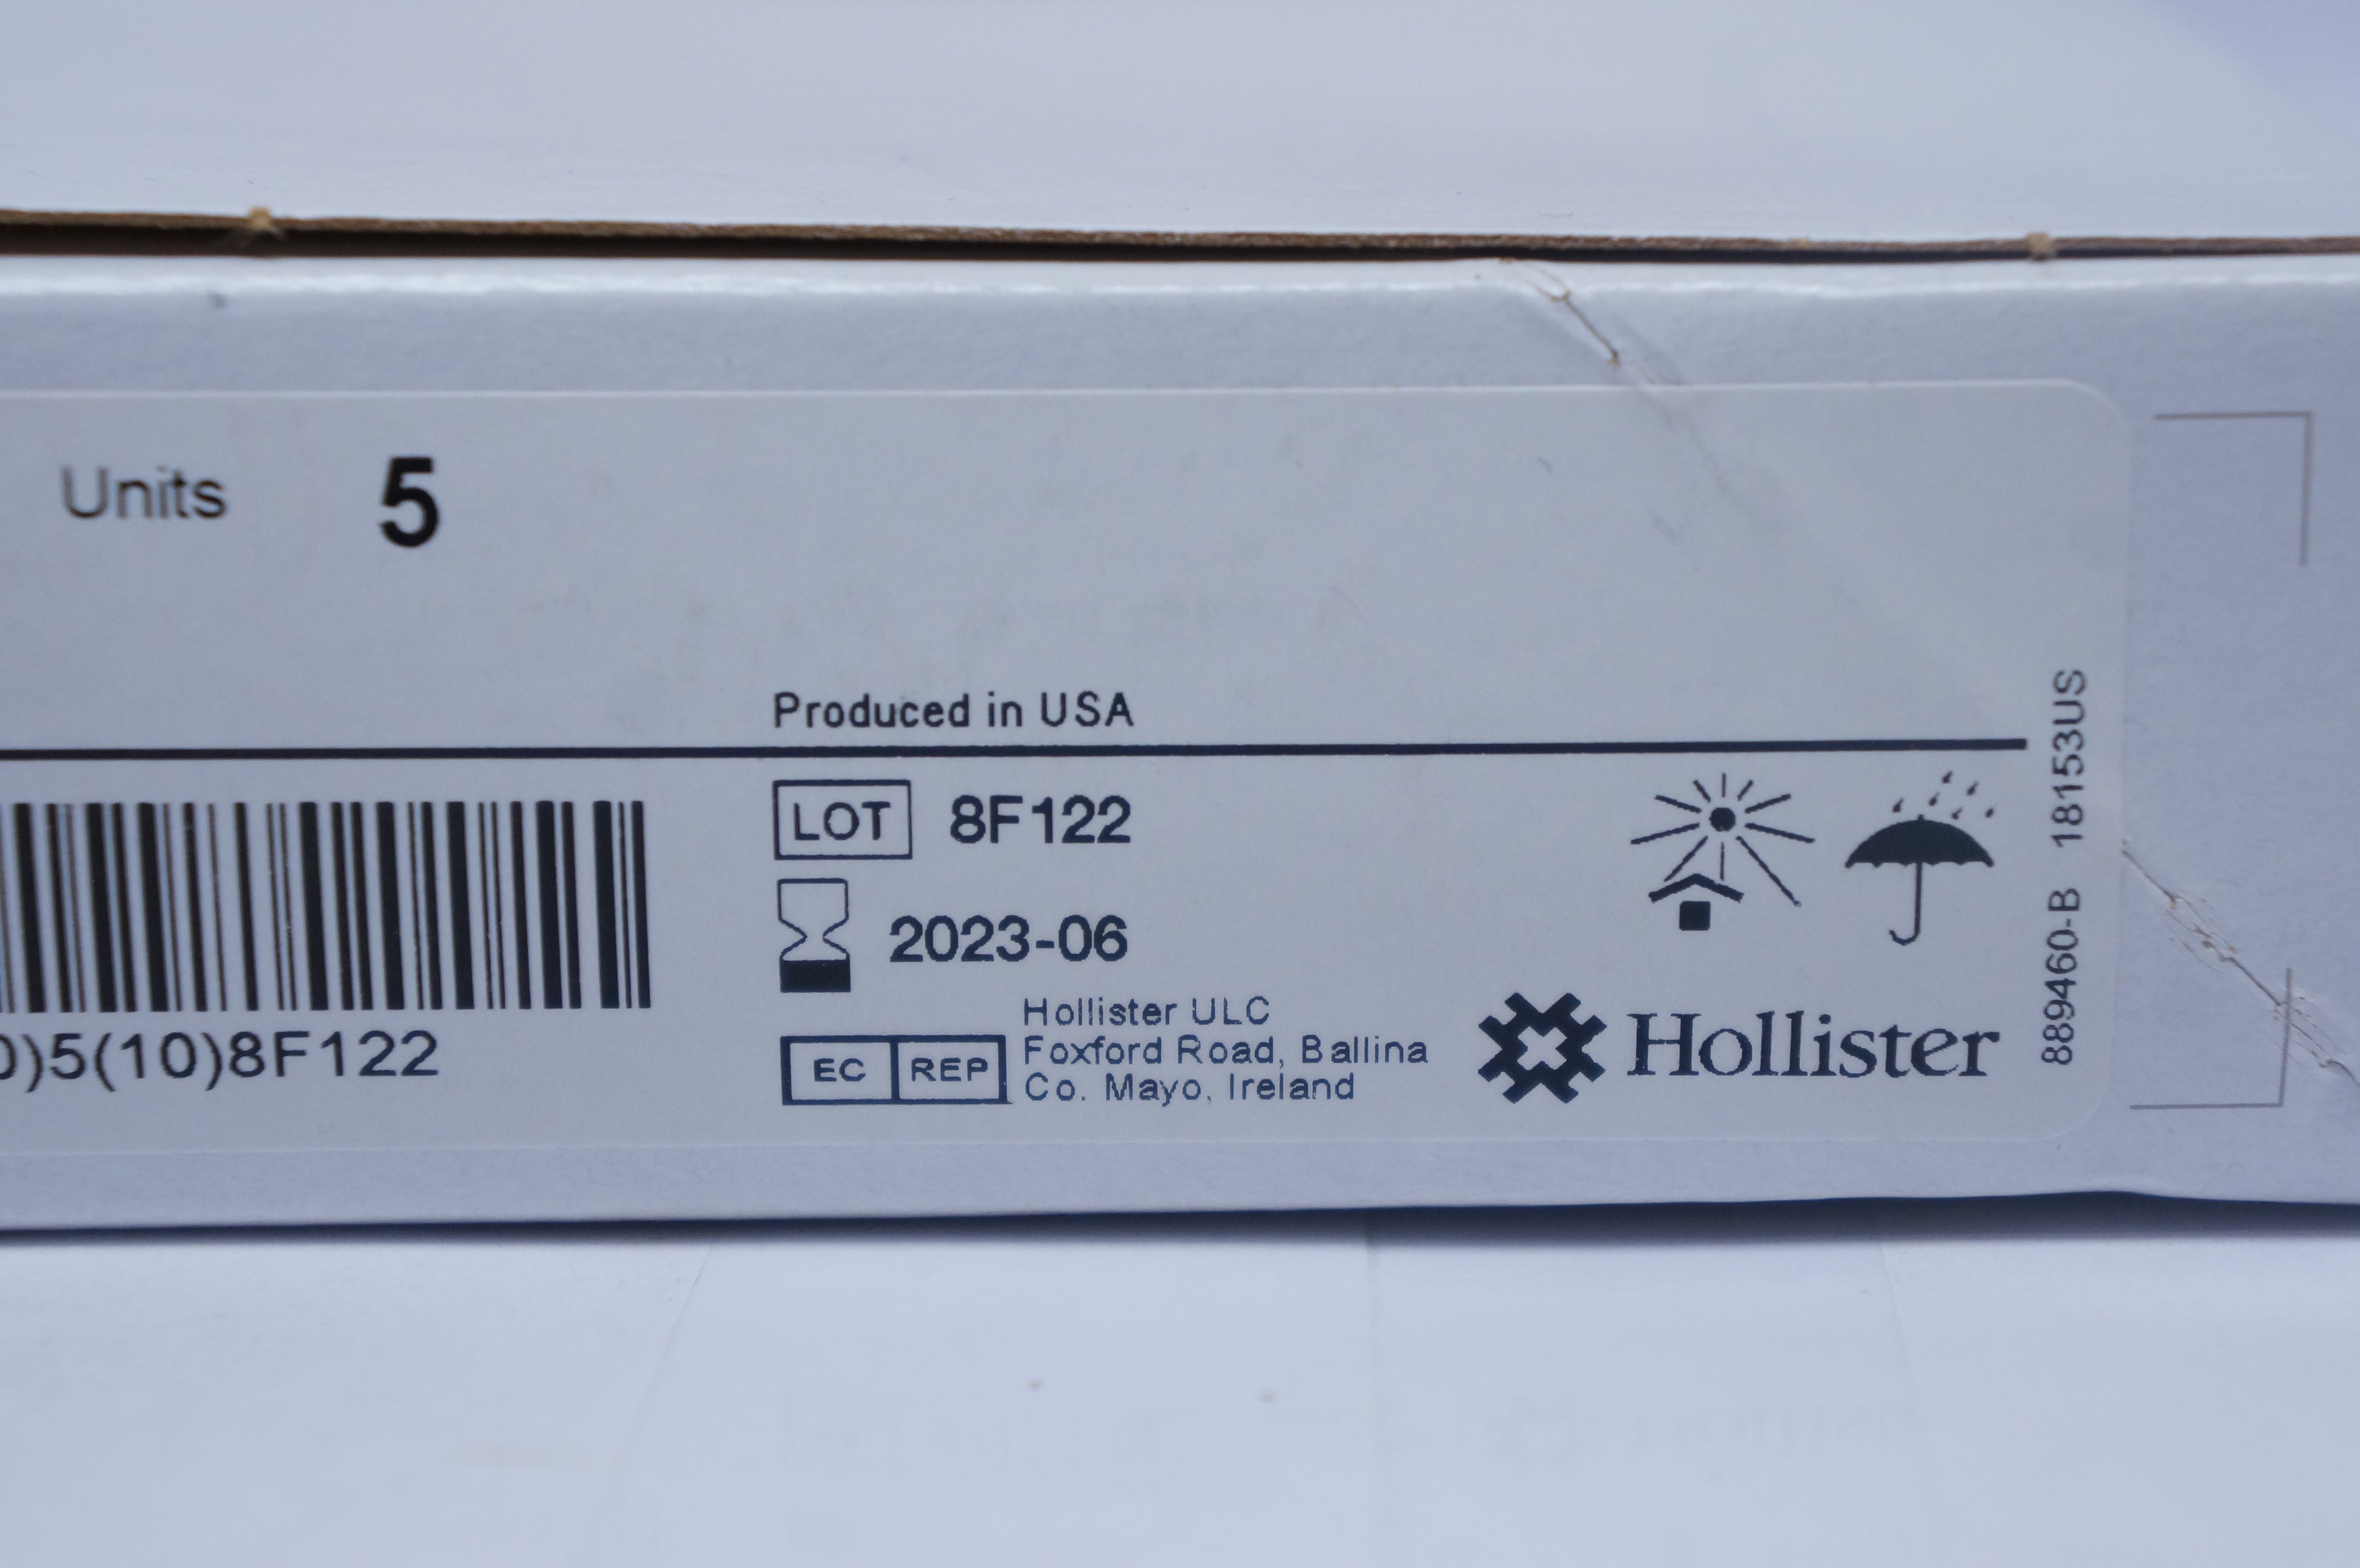 Units 5
Produced in USA
LOT 8F122
2023-06
)5(10)8F122
EC REP
Hollister ULC
Foxford Road, Ballina
Co. Mayo, Ireland
Hollister
889460-B 18153US